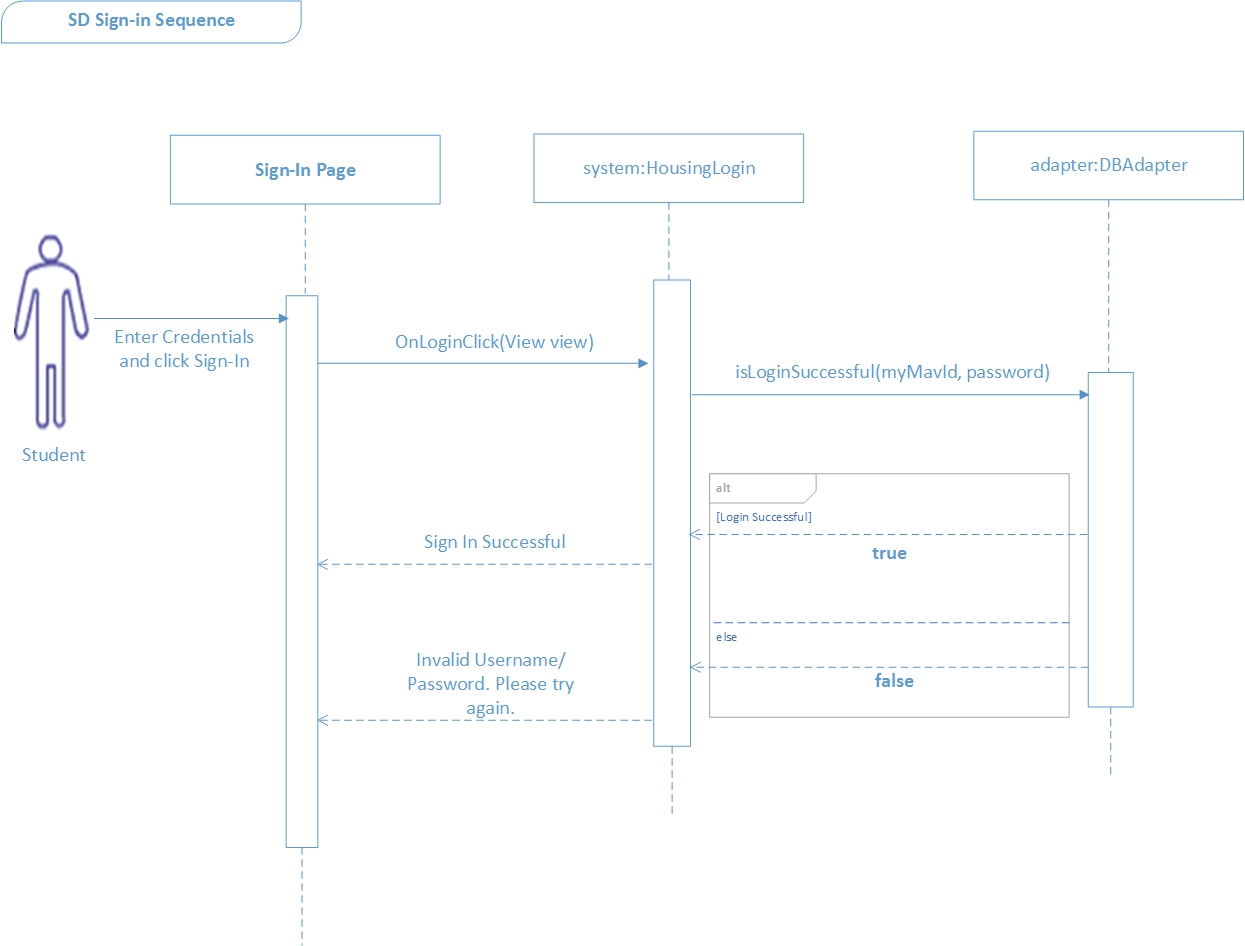 SD Sign-in Sequence
Sign-In Page
system:HousingLogin
adapter:DBAdapter
Enter Credentials
and click Sign-In
Student
OnLoginClick(View view)
isLoginSuccessful(myMavId, password)
alt
[Login Successful]
true
Sign In Successful
else
false
Invalid Username/
Password. Please try
again.